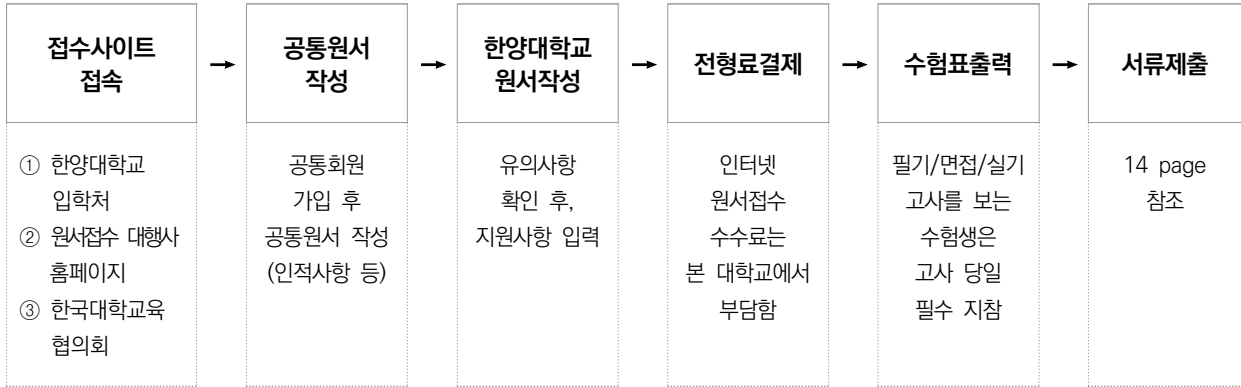 접수사이트
접속
→
공통원서
작성
→
한양대학교
원서작성
→
전형료결제
→
수험표출력
→
서류제출
① 한양대학교
입학처
② 원서접수 대행사
홈페이지
③ 한국대학교육
협의회
공통회원
가입 후
공통원서 작성
(인적사항 등)
유의사항
확인 후,
지원사항 입력
인터넷
원서접수
수수료는
본 대학교에서
부담함
필기/면접/실기
고사를 보는
수험생은
고사 당일
필수 지참
14 page
참조